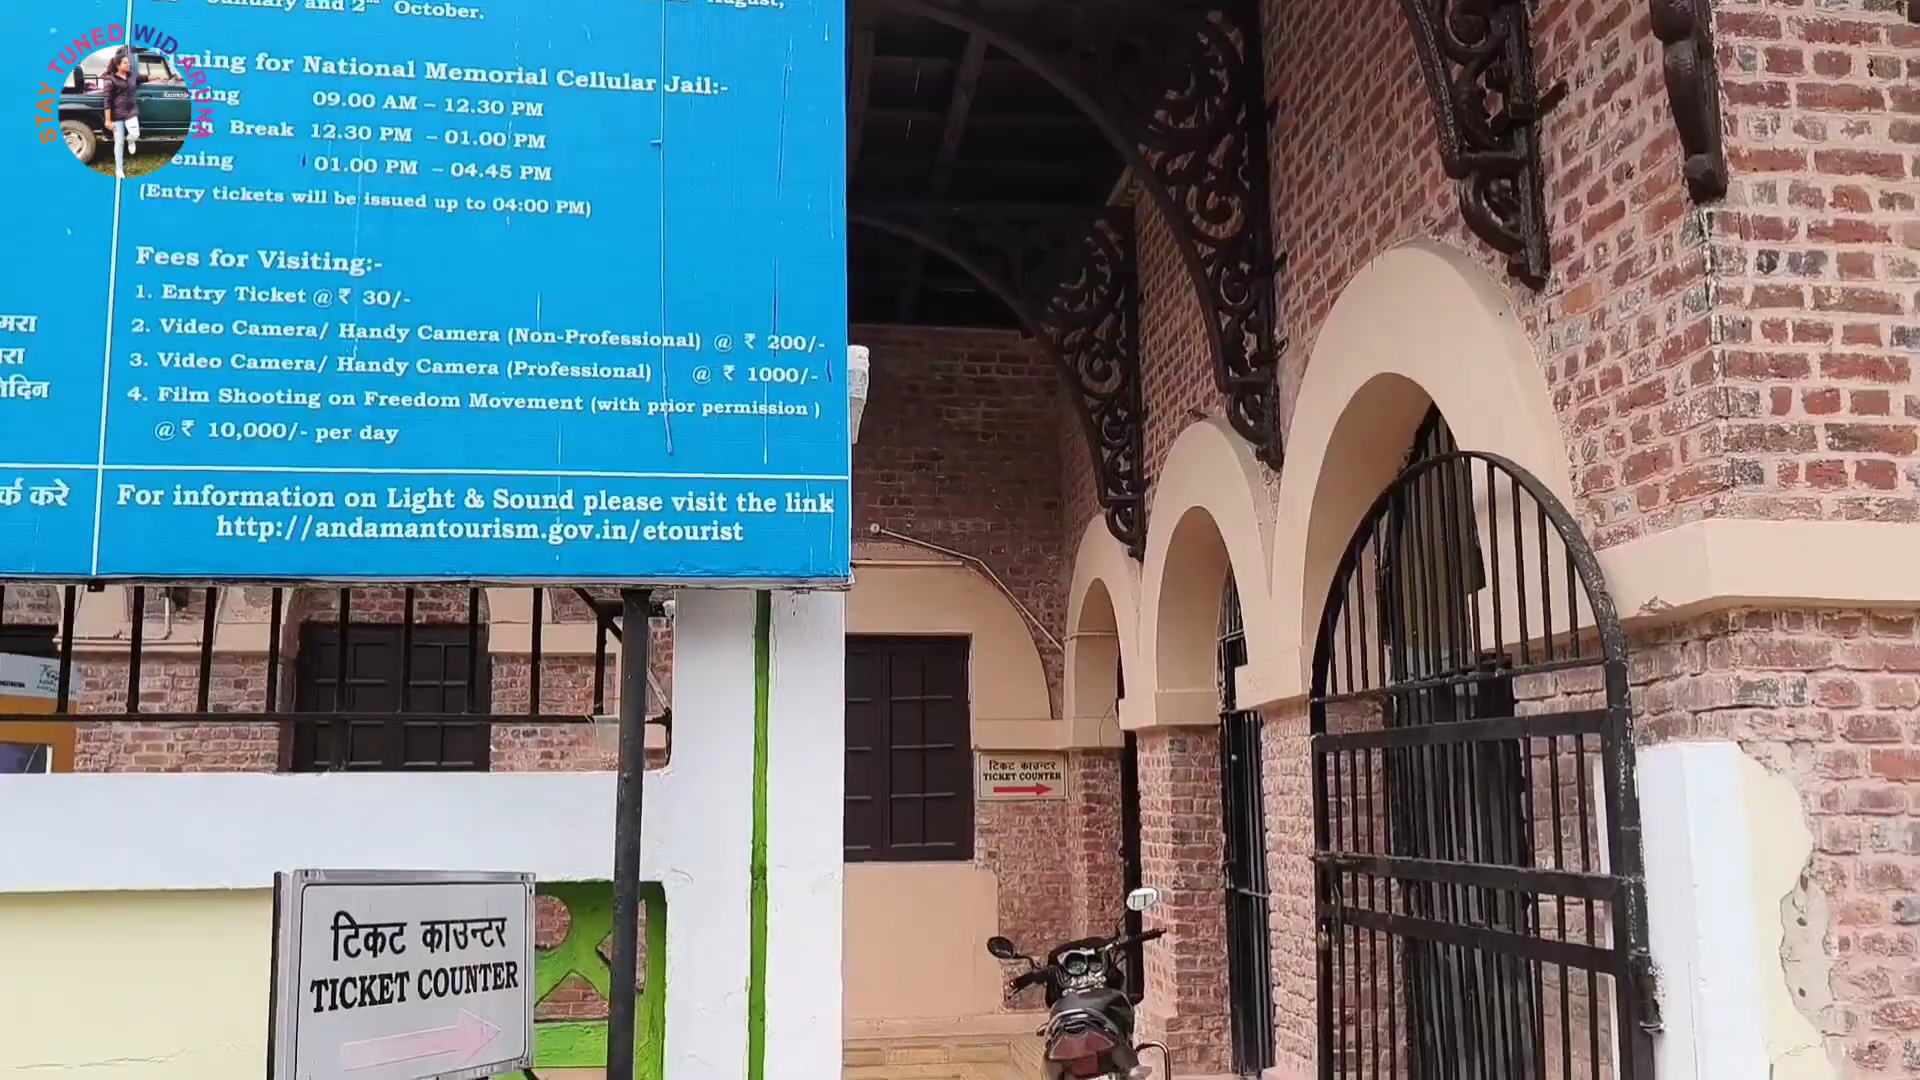 STAY TUNED WID ARUNA
January and 2nd October.
August,
for National Memorial Cellular Jail:-
09.00 AM – 12.30 PM
Break 12.30 PM – 01.00 PM
01.00 PM – 04.45 PM
(Entry tickets will be issued up to 04:00 PM)
Fees for Visiting:-
1. Entry Ticket @ ₹ 30/-
2. Video Camera/ Handy Camera (Non-Professional) @ ₹ 200/-
3. Video Camera/ Handy Camera (Professional) @ ₹ 1000/-
4. Film Shooting on Freedom Movement (with prior permission )
@ ₹ 10,000/- per day
करे
For information on Light & Sound please visit the link
http://andamantourism.gov.in/etourist
टिकट काउन्टर
TICKET COUNTER
टिकट काउन्टर
TICKET COUNTER